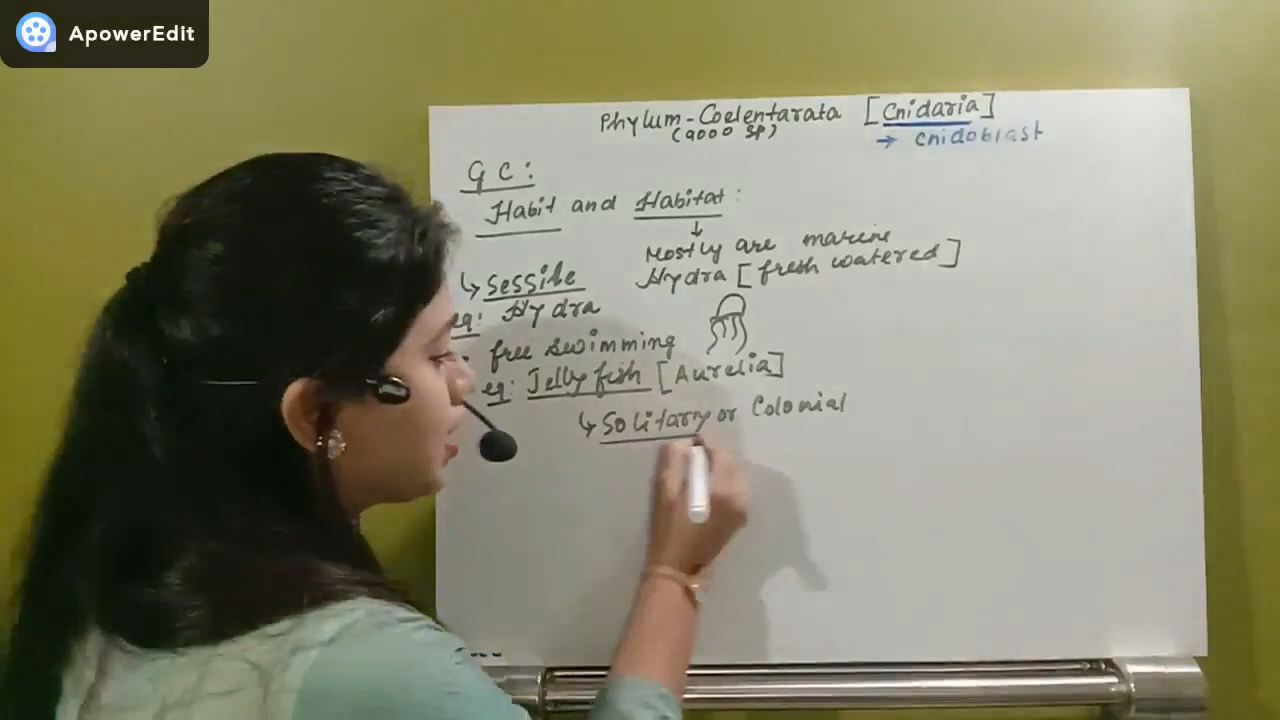 ApowerEdit
Phylum - Coelentarata [Cnidaria]
(9000 SP)
→ cnidoblast
GC:
Habit and Habitat:
↓
Mostly are marine
Hydra [fresh watered]
↳ Sessile
eg: Hydra
free swimming
eg: Jelly fish [Aurelia]
↳ Solitary or Colonial